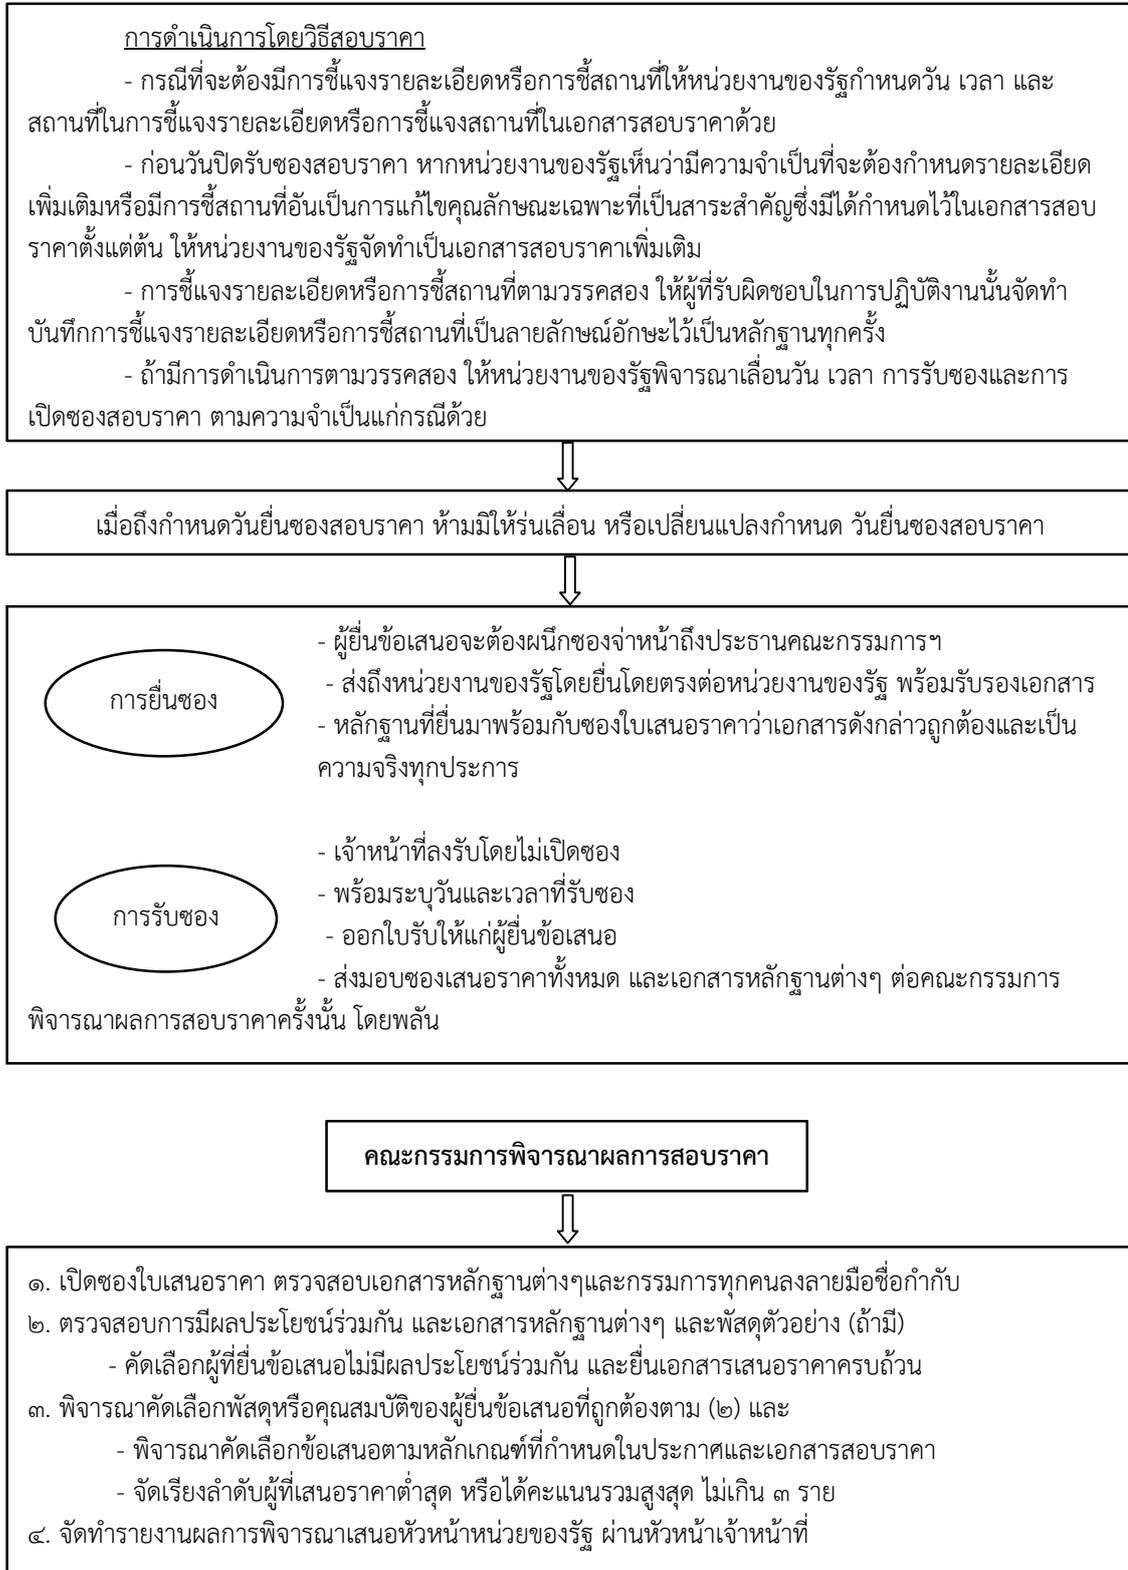 การดำเนินการโดยวิธีสอบราคา
- กรณีที่จะต้องมีการชี้แจงรายละเอียดหรือการชี้สถานที่ให้หน่วยงานของรัฐกำหนดวัน เวลา และ
สถานที่ในการชี้แจงรายละเอียดหรือการชี้แจงสถานที่ในเอกสารสอบราคาด้วย
- ก่อนวันปิดรับซองสอบราคา หากหน่วยงานของรัฐเห็นว่ามีความจำเป็นที่จะต้องกำหนดรายละเอียด
เพิ่มเติมหรือมีการชี้สถานที่อันเป็นการแก้ไขคุณลักษณะเฉพาะที่เป็นสาระสำคัญซึ่งมิได้กำหนดไว้ในเอกสารสอบ
ราคาตั้งแต่ต้น ให้หน่วยงานของรัฐจัดทำเป็นเอกสารสอบราคาเพิ่มเติม
- การชี้แจงรายละเอียดหรือการชี้สถานที่ตามวรรคสอง ให้ผู้ที่รับผิดชอบในการปฏิบัติงานนั้นจัดทำ
บันทึกการชี้แจงรายละเอียดหรือการชี้สถานที่เป็นลายลักษณ์อักษะไว้เป็นหลักฐานทุกครั้ง
- ถ้ามีการดำเนินการตามวรรคสอง ให้หน่วยงานของรัฐพิจารณาเลื่อนวัน เวลา การรับซองและการ
เปิดซองสอบราคา ตามความจำเป็นแก่กรณีด้วย
เมื่อถึงกำหนดวันยื่นซองสอบราคา ห้ามมิให้ร่นเลื่อน หรือเปลี่ยนแปลงกำหนด วันยื่นซองสอบราคา
การยื่นซอง
- ผู้ยื่นข้อเสนอจะต้องผนึกซองจ่าหน้าถึงประธานคณะกรรมการฯ
- ส่งถึงหน่วยงานของรัฐโดยยื่นโดยตรงต่อหน่วยงานของรัฐ พร้อมรับรองเอกสาร
- หลักฐานที่ยื่นมาพร้อมกับซองใบเสนอราคาว่าเอกสารดังกล่าวถูกต้องและเป็น
ความจริงทุกประการ
การรับซอง
- เจ้าหน้าที่ลงรับโดยไม่เปิดซอง
- พร้อมระบุวันและเวลาที่รับซอง
- ออกใบรับให้แก่ผู้ยื่นข้อเสนอ
- ส่งมอบซองเสนอราคาทั้งหมด และเอกสารหลักฐานต่างๆ ต่อคณะกรรมการ
พิจารณาผลการสอบราคาครั้งนั้น โดยพลัน
คณะกรรมการพิจารณาผลการสอบราคา
๑. เปิดซองใบเสนอราคา ตรวจสอบเอกสารหลักฐานต่างๆและกรรมการทุกคนลงลายมือชื่อกำกับ
๒. ตรวจสอบการมีผลประโยชน์ร่วมกัน และเอกสารหลักฐานต่างๆ และพัสดุตัวอย่าง (ถ้ามี)
- คัดเลือกผู้ที่ยื่นข้อเสนอไม่มีผลประโยชน์ร่วมกัน และยื่นเอกสารเสนอราคาครบถ้วน
๓. พิจารณาคัดเลือกพัสดุหรือคุณสมบัติของผู้ยื่นข้อเสนอที่ถูกต้องตาม (๒) และ
- พิจารณาคัดเลือกข้อเสนอตามหลักเกณฑ์ที่กำหนดในประกาศและเอกสารสอบราคา
- จัดเรียงลำดับผู้ที่เสนอราคาต่ำสุด หรือได้คะแนนรวมสูงสุด ไม่เกิน ๓ ราย
๔. จัดทำรายงานผลการพิจารณาเสนอหัวหน้าหน่วยของรัฐ ผ่านหัวหน้าเจ้าหน้าที่